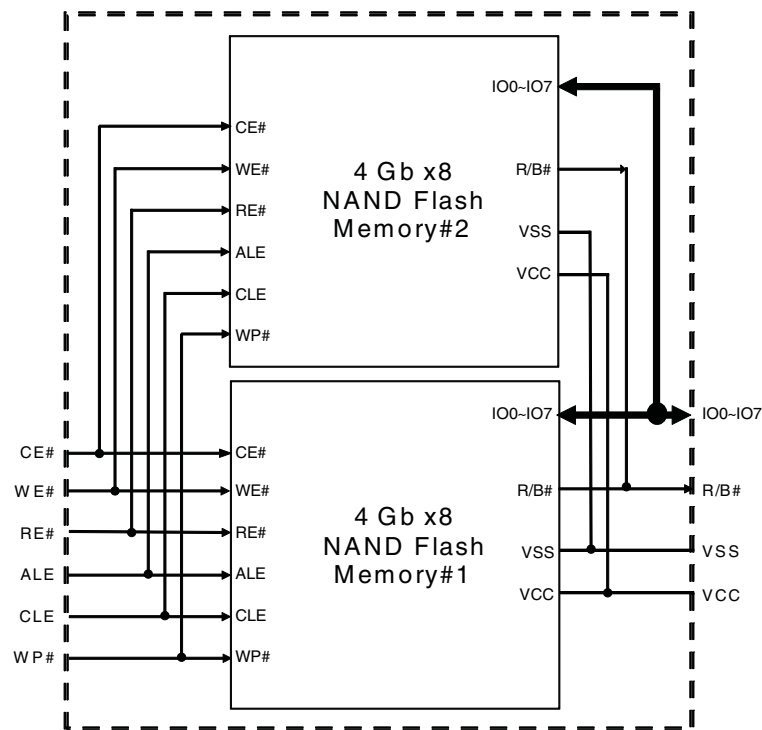 IO0~IO7
CE#
WE#
RE#
ALE
CLE
WP#
4 Gb x8
NAND Flash
Memory#2
R/B#
VSS
VCC
IO0~IO7
IO0~IO7
CE#
WE#
RE#
ALE
CLE
WP#
CE#
WE#
RE#
ALE
CLE
WP#
4 Gb x8
NAND Flash
Memory#1
R/B#
VSS
VCC
R/B#
VSS
VCC